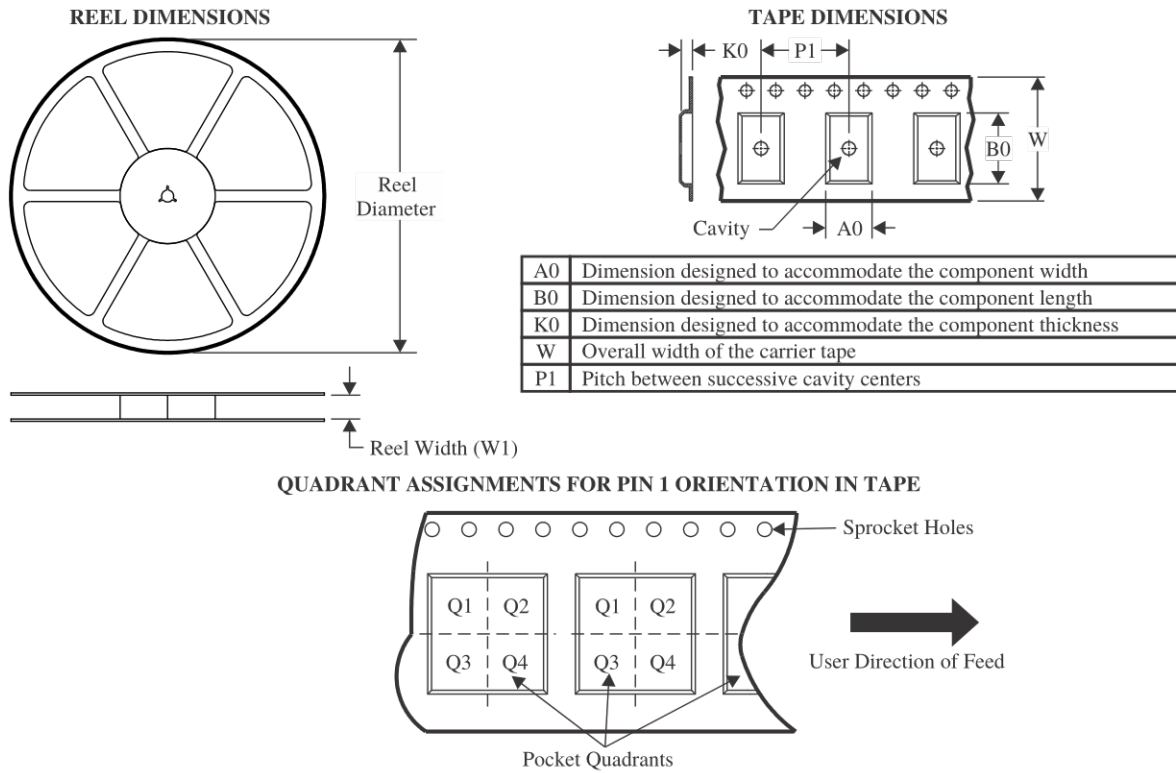 REEL DIMENSIONS
Reel
Diameter
Reel Width (W1)
TAPE DIMENSIONS
K0
P1
B0
W
Cavity
A0
A0 Dimension designed to accommodate the component width
B0 Dimension designed to accommodate the component length
K0 Dimension designed to accommodate the component thickness
W Overall width of the carrier tape
P1 Pitch between successive cavity centers
QUADRANT ASSIGNMENTS FOR PIN 1 ORIENTATION IN TAPE
Sprocket Holes
Q1 Q2 Q1 Q2
Q3 Q4 Q3 Q4
User Direction of Feed
Pocket Quadrants